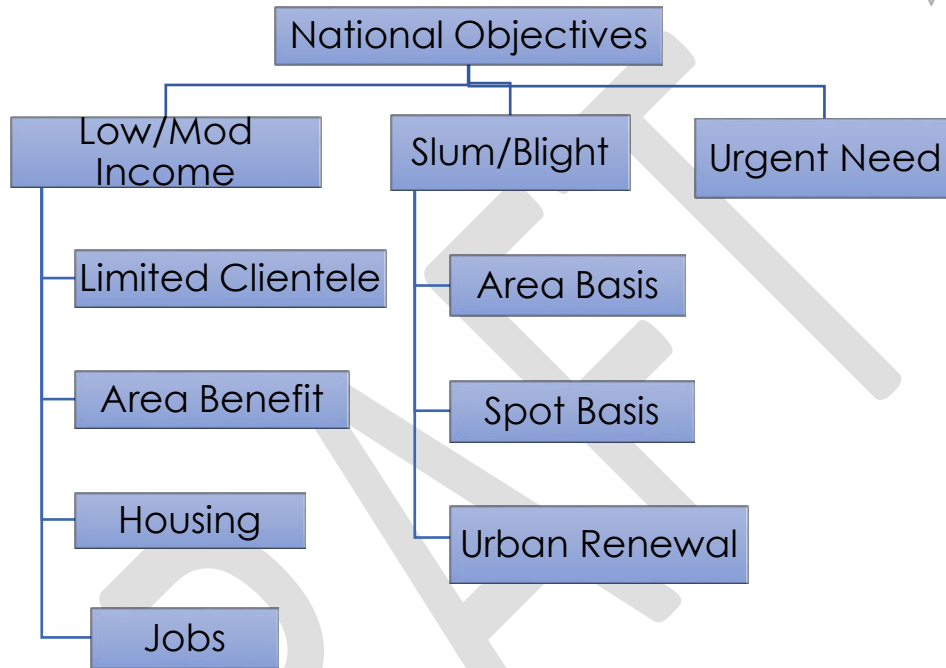 National Objectives
Low/Mod
Income
Slum/Blight
Urgent Need
Limited Clientele
Area Benefit
Housing
Jobs
Area Basis
Spot Basis
Urban Renewal
DRAFT